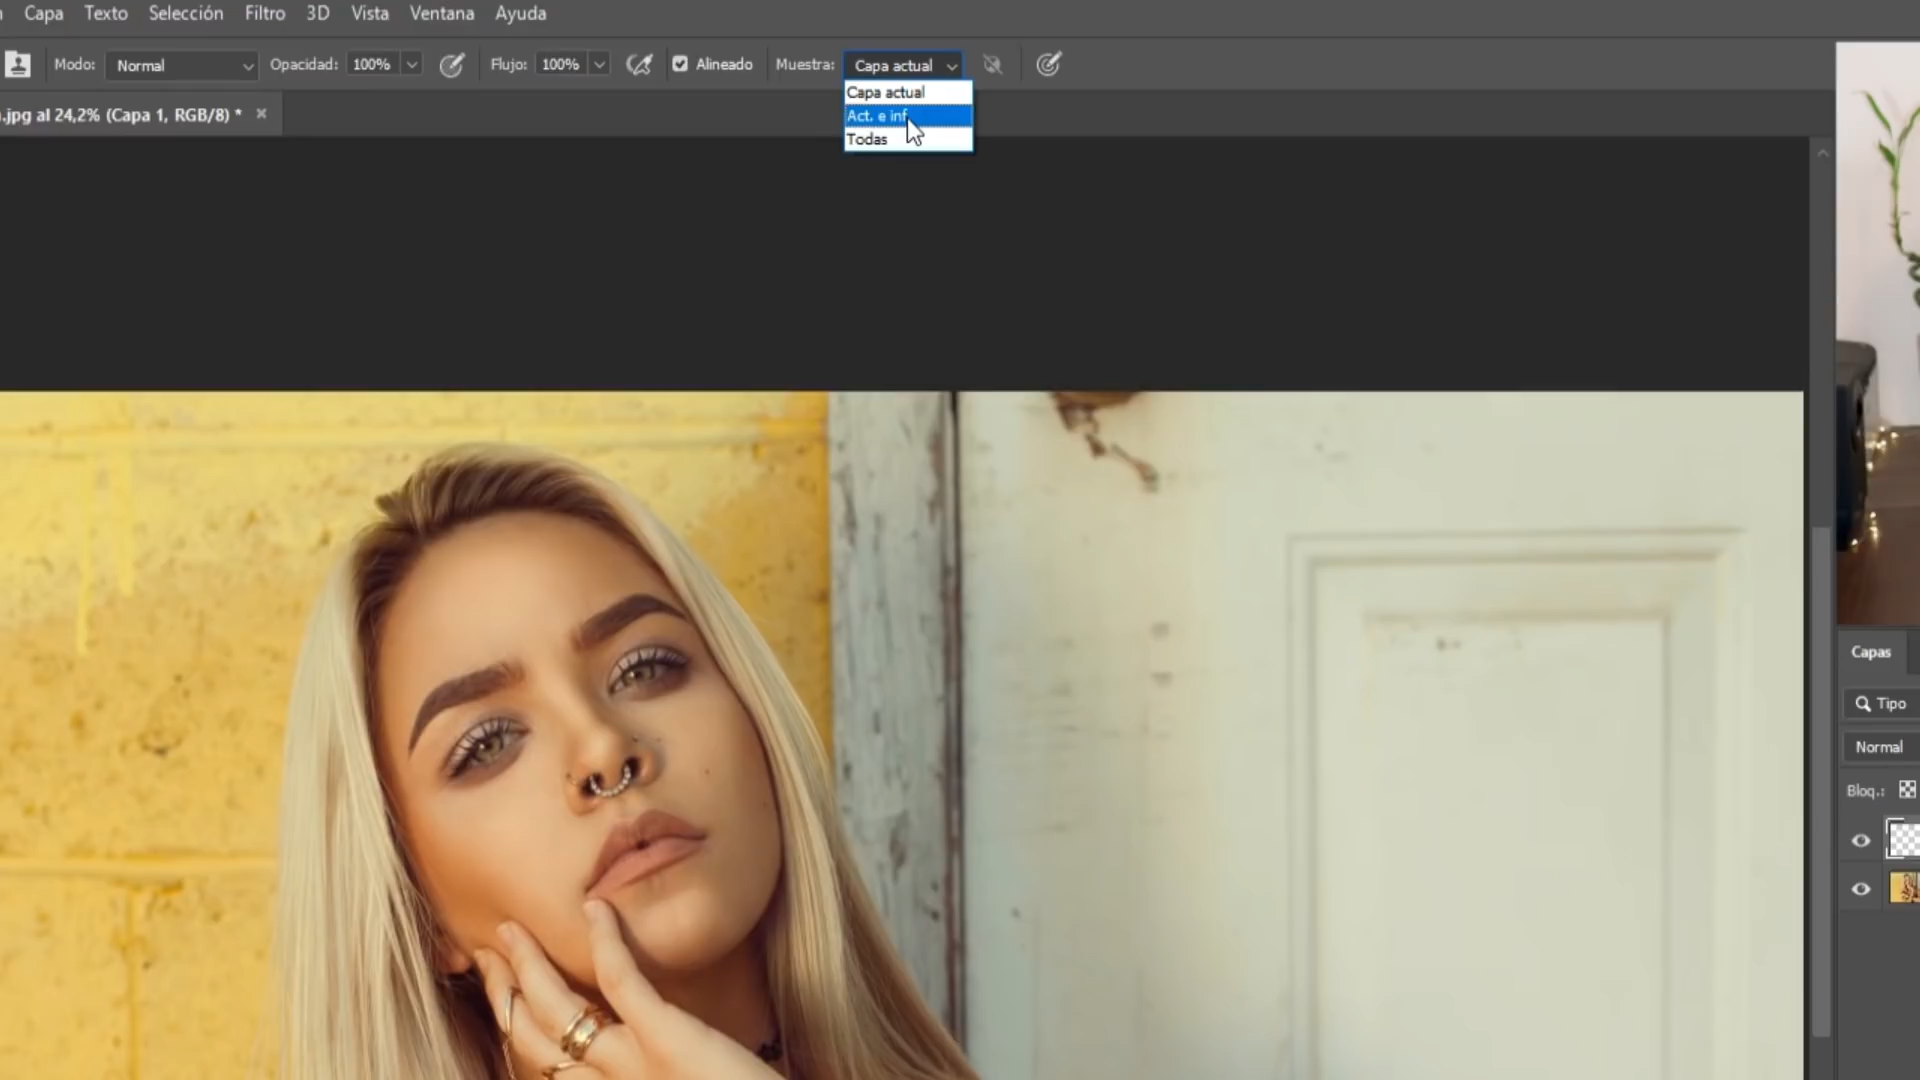 Capa Texto Selección Filtro 3D Vista Ventana Ayuda
Modo: Normal Opacidad: 100% Flujo: 100% Alineado Muestra: Capa actual
Capa actual
Act. e inf.
Todas
.jpg al 24,2% (Capa 1, RGB/8) *
Capas
Tipo
Normal
Bloq.: